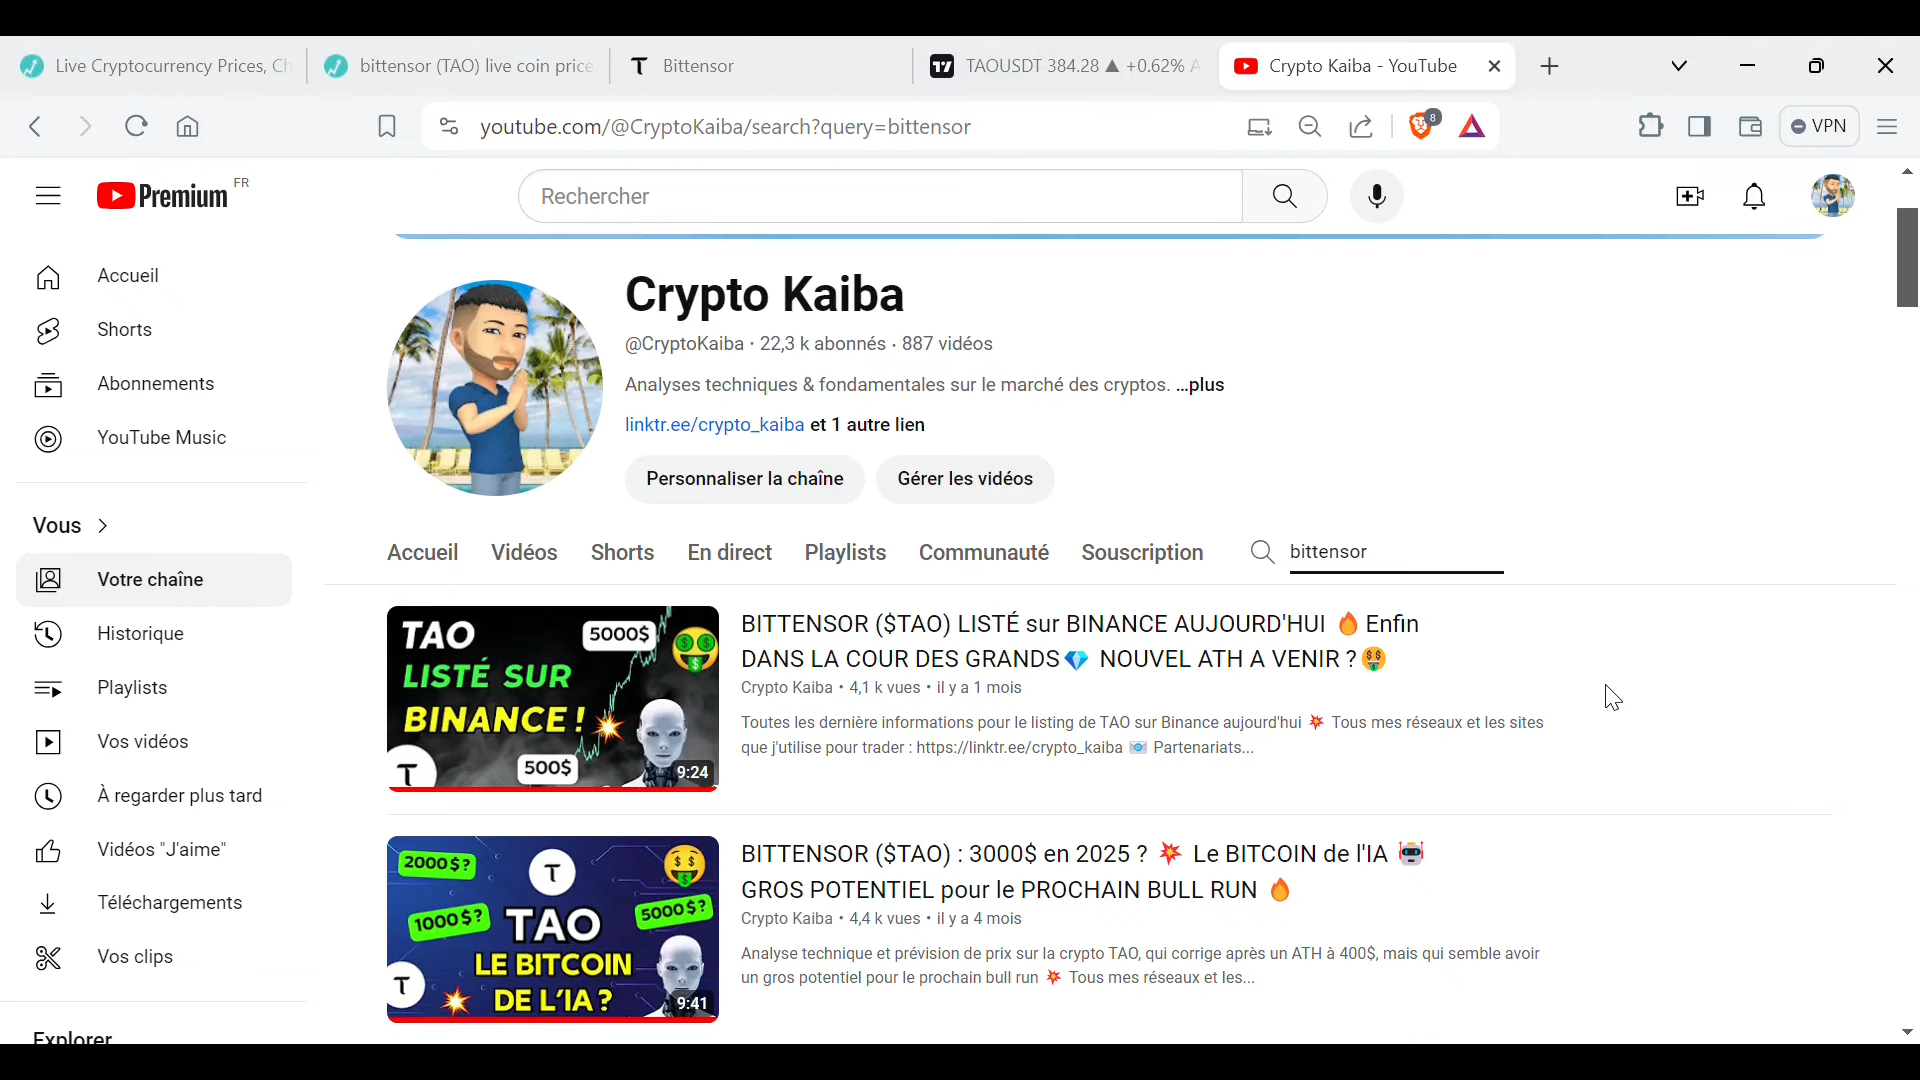 Live Cryptocurrency Prices, Ch
bittensor (TAO) live coin price
Bittensor
TAOUSDT 384.28 ▲ +0.62%
Crypto Kaiba - YouTube
youtube.com/@CryptoKaiba/search?query=bittensor
8
VPN
Premium FR
Rechercher
Accueil
Shorts
Abonnements
YouTube Music
Vous
Votre chaîne
Historique
Playlists
Vos vidéos
À regarder plus tard
Vidéos "J'aime"
Téléchargements
Vos clips
Explorer
Crypto Kaiba
@CryptoKaiba · 22,3 k abonnés · 887 vidéos
Analyses techniques & fondamentales sur le marché des cryptos. ...plus
linktr.ee/crypto_kaiba et 1 autre lien
Personnaliser la chaîne
Gérer les vidéos
Accueil Vidéos Shorts En direct Playlists Communauté Souscription bittensor
TAO
5000$
LISTÉ SUR
BINANCE !
500$
9:24
BITTENSOR ($TAO) LISTÉ sur BINANCE AUJOURD'HUI 🔥 Enfin
DANS LA COUR DES GRANDS💎 NOUVEL ATH A VENIR ?🤑
Crypto Kaiba • 4,1 k vues • il y a 1 mois
Toutes les dernière informations pour le listing de TAO sur Binance aujourd'hui 💥 Tous mes réseaux et les sites
que j'utilise pour trader : https://linktr.ee/crypto_kaiba 📧 Partenariats...
2000$?
1000$?
5000$?
TAO
LE BITCOIN
DE L'IA ?
9:41
BITTENSOR ($TAO) : 3000$ en 2025 ? 💥 Le BITCOIN de l'IA 🤖
GROS POTENTIEL pour le PROCHAIN BULL RUN 🔥
Crypto Kaiba • 4,4 k vues • il y a 4 mois
Analyse technique et prévision de prix sur la crypto TAO, qui corrige après un ATH à 400$, mais qui semble avoir
un gros potentiel pour le prochain bull run 💥 Tous mes réseaux et les...